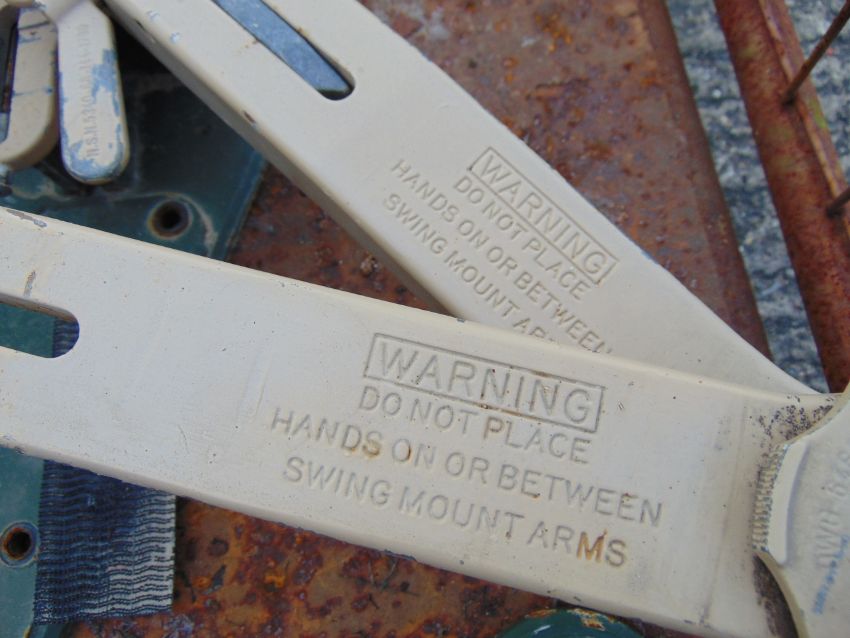 WARNING
DO NOT PLACE
HANDS ON OR BETWEEN
SWING MOUNT AR
WARNING
DO NOT PLACE
HANDS ON OR BETWEEN
SWING MOUNT ARMS